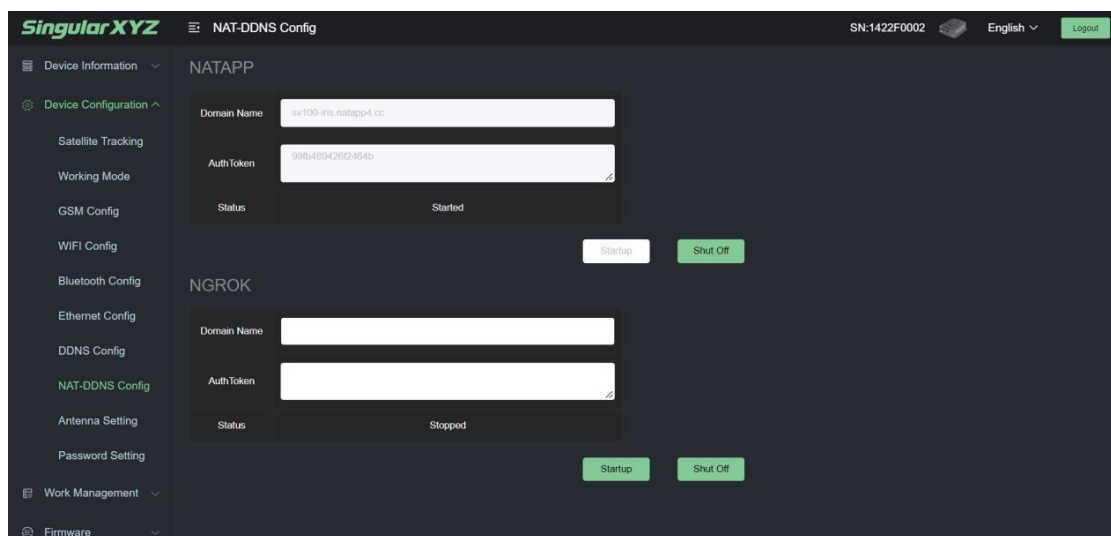 SingularXYZ
NAT-DDNS Config
SN:1422F0002
English
Logout
Device Information
Device Configuration
Satellite Tracking
Working Mode
GSM Config
WIFI Config
Bluetooth Config
Ethernet Config
DDNS Config
NAT-DDNS Config
Antenna Setting
Password Setting
Work Management
Firmware
NATAPP
Domain Name
sv100-iris.natapp4.cc
AuthToken
Status
Started
Startup
Shut Off
NGROK
Domain Name
AuthToken
Status
Stopped
Startup
Shut Off